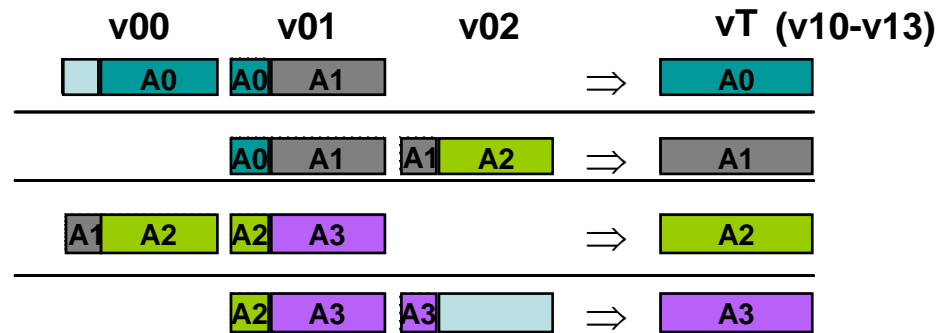 v00 v01 v02 vT (v10-v13)
A0 A0 A1 ⇒ A0
A0 A1 A1 A2 ⇒ A1
A1 A2 A2 A3 ⇒ A2
A2 A3 A3 ⇒ A3